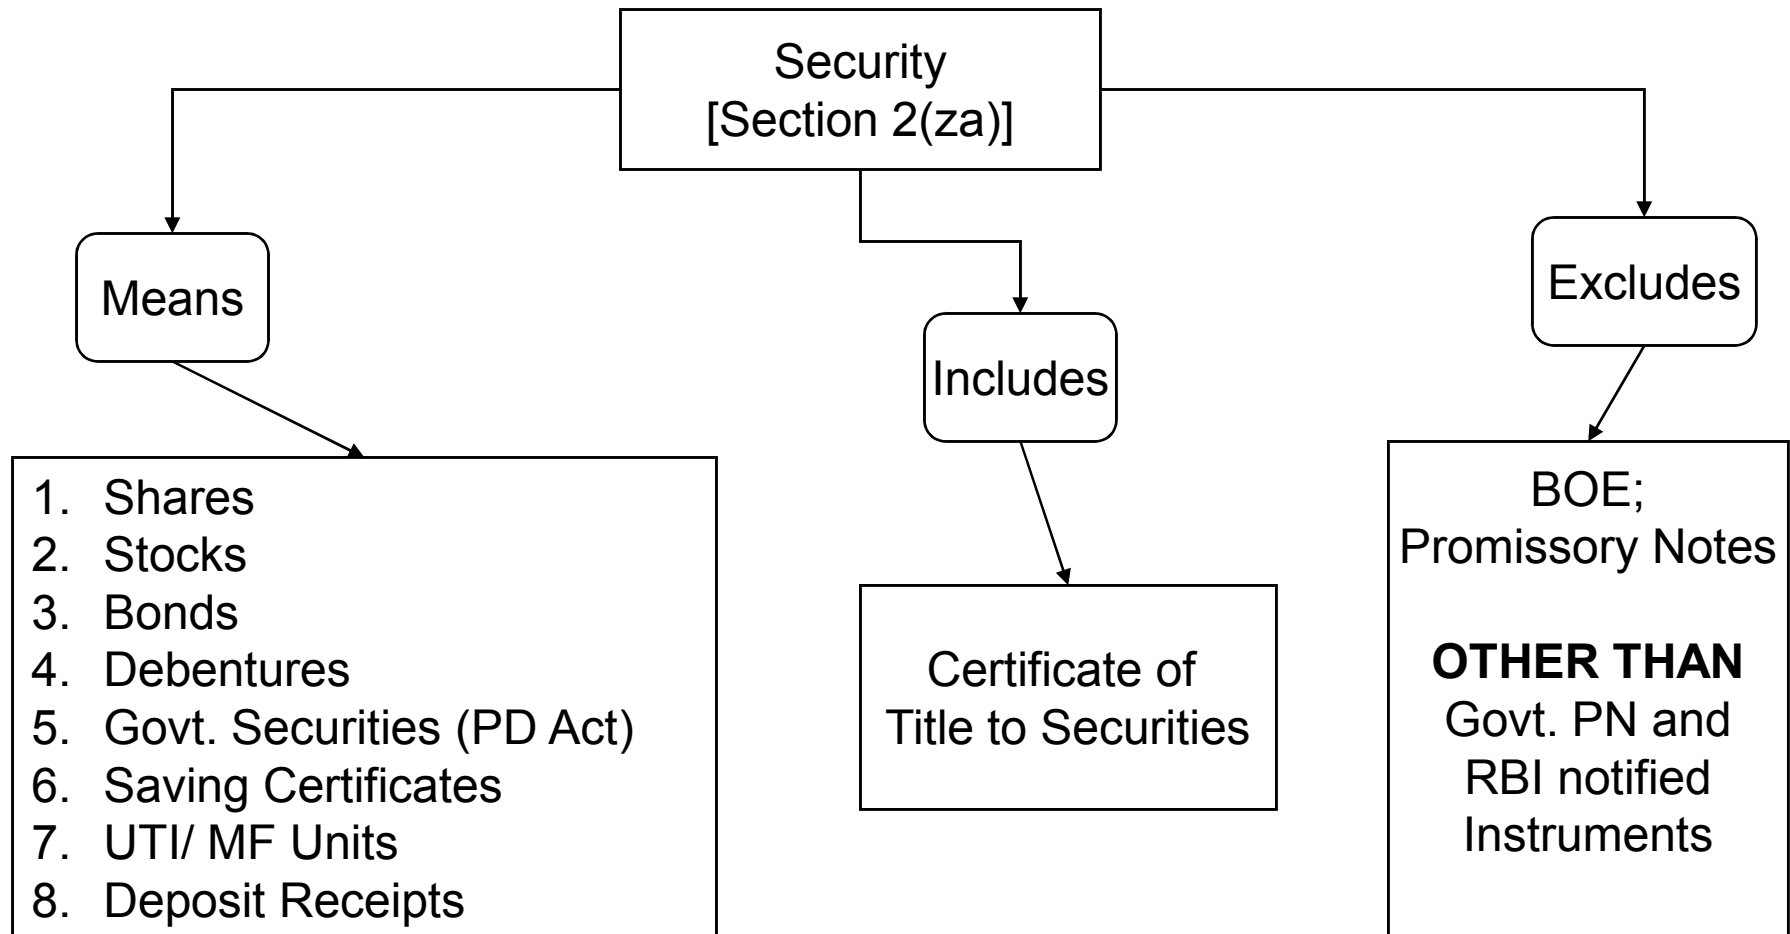 Security
[Section 2(za)]
Means
Includes
Excludes
1. Shares
2. Stocks
3. Bonds
4. Debentures
5. Govt. Securities (PD Act)
6. Saving Certificates
7. UTI/ MF Units
8. Deposit Receipts
Certificate of
Title to Securities
BOE;
Promissory Notes
OTHER THAN
Govt. PN and
RBI notified
Instruments